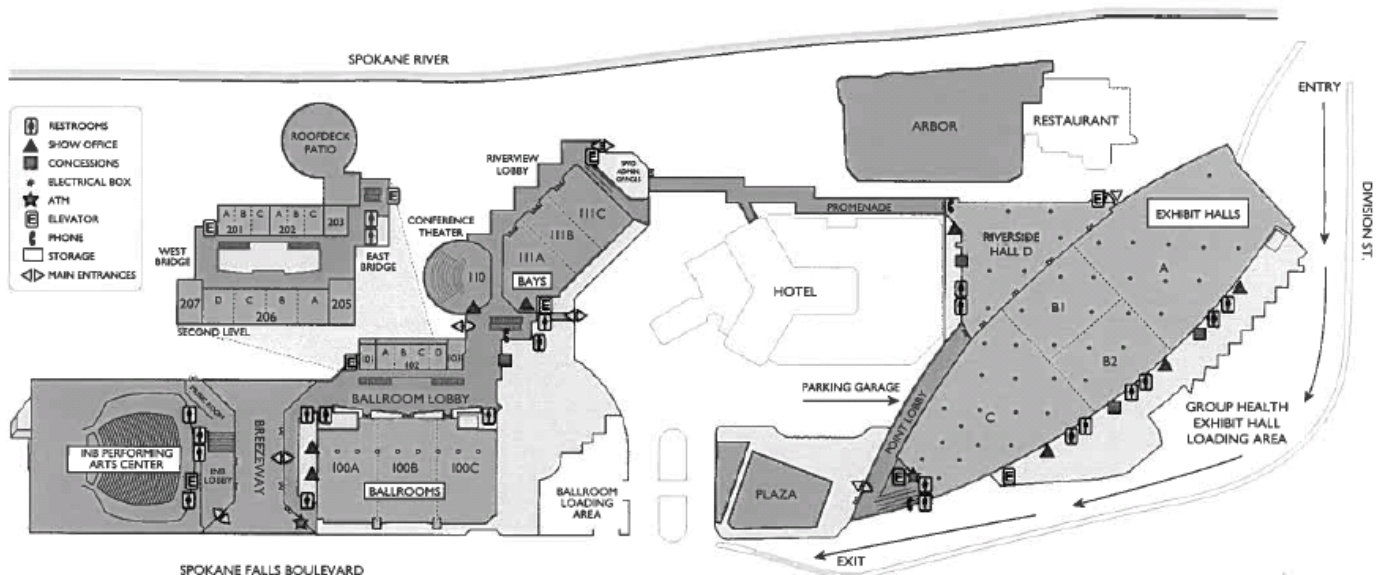 SPOKANE RIVER
RESTROOMS
SHOW OFFICE
CONCESSIONS
ELECTRICAL BOX
ATM
E
ELEVATOR
PHONE
STORAGE
MAIN ENTRANCES
ROOFDECK
PATIO
A B C
201
A B C
202
203
E
E
WEST
BRIDGE
EAST
BRIDGE
207
D C B A
206
205
SECOND LEVEL
RIVERVIEW
LOBBY
E
CONFERENCE
THEATER
110
111C
111B
111A
BAYS
E
E
101
A B C D
102
103
BALLROOM LOBBY
MUSIC ROOM
INB PERFORMING
ARTS CENTER
E
INB
LOBBY
BREEZEWAY
100A
100B
100C
BALLROOMS
BALLROOM
LOADING
AREA
SPOKANE FALLS BOULEVARD
ARBOR
RESTAURANT
PROMENADE
HOTEL
E
RIVERSIDE
HALL D
EXHIBIT HALLS
A
B1
B2
C
PARKING GARAGE
POINT LOBBY
E
E
PLAZA
ENTRY
DIVISION ST.
GROUP HEALTH
EXHIBIT HALL
LOADING AREA
EXIT